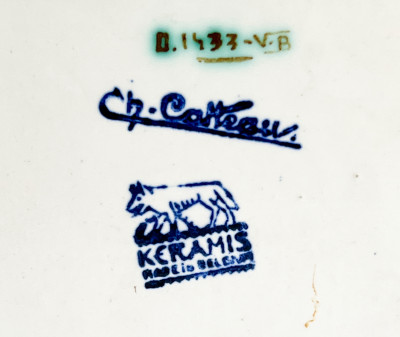 D.1433-V.B
Ch. Catteau.
KERAMIS
MADE IN BELGIUM